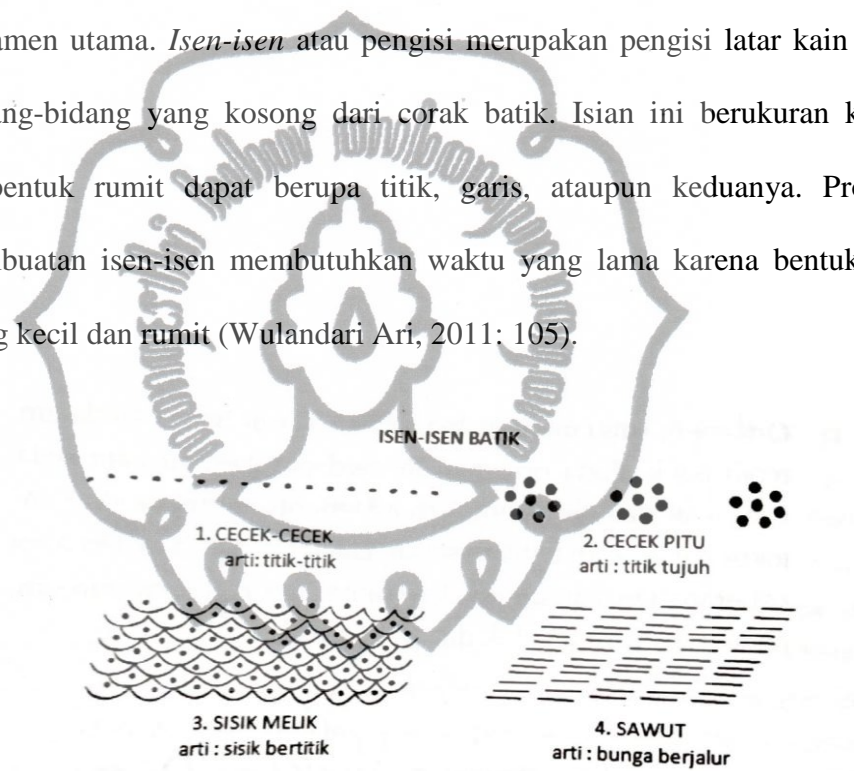 amen utama. Isen-isen atau pengisi merupakan pengisi latar kain
ng-bidang yang kosong dari corak batik. Isian ini berukuran k
bentuk rumit dapat berupa titik, garis, ataupun keduanya. Pr
buatan isen-isen membutuhkan waktu yang lama karena bentuk
g kecil dan rumit (Wulandari Ari, 2011: 105).
ISEN-ISEN BATIK
1. CECEK-CECEK
arti: titik-titik
2. CECEK PITU
arti : titik tujuh
3. SISIK MELIK
arti : sisik bertitik
4. SAWUT
arti : bunga berjalur